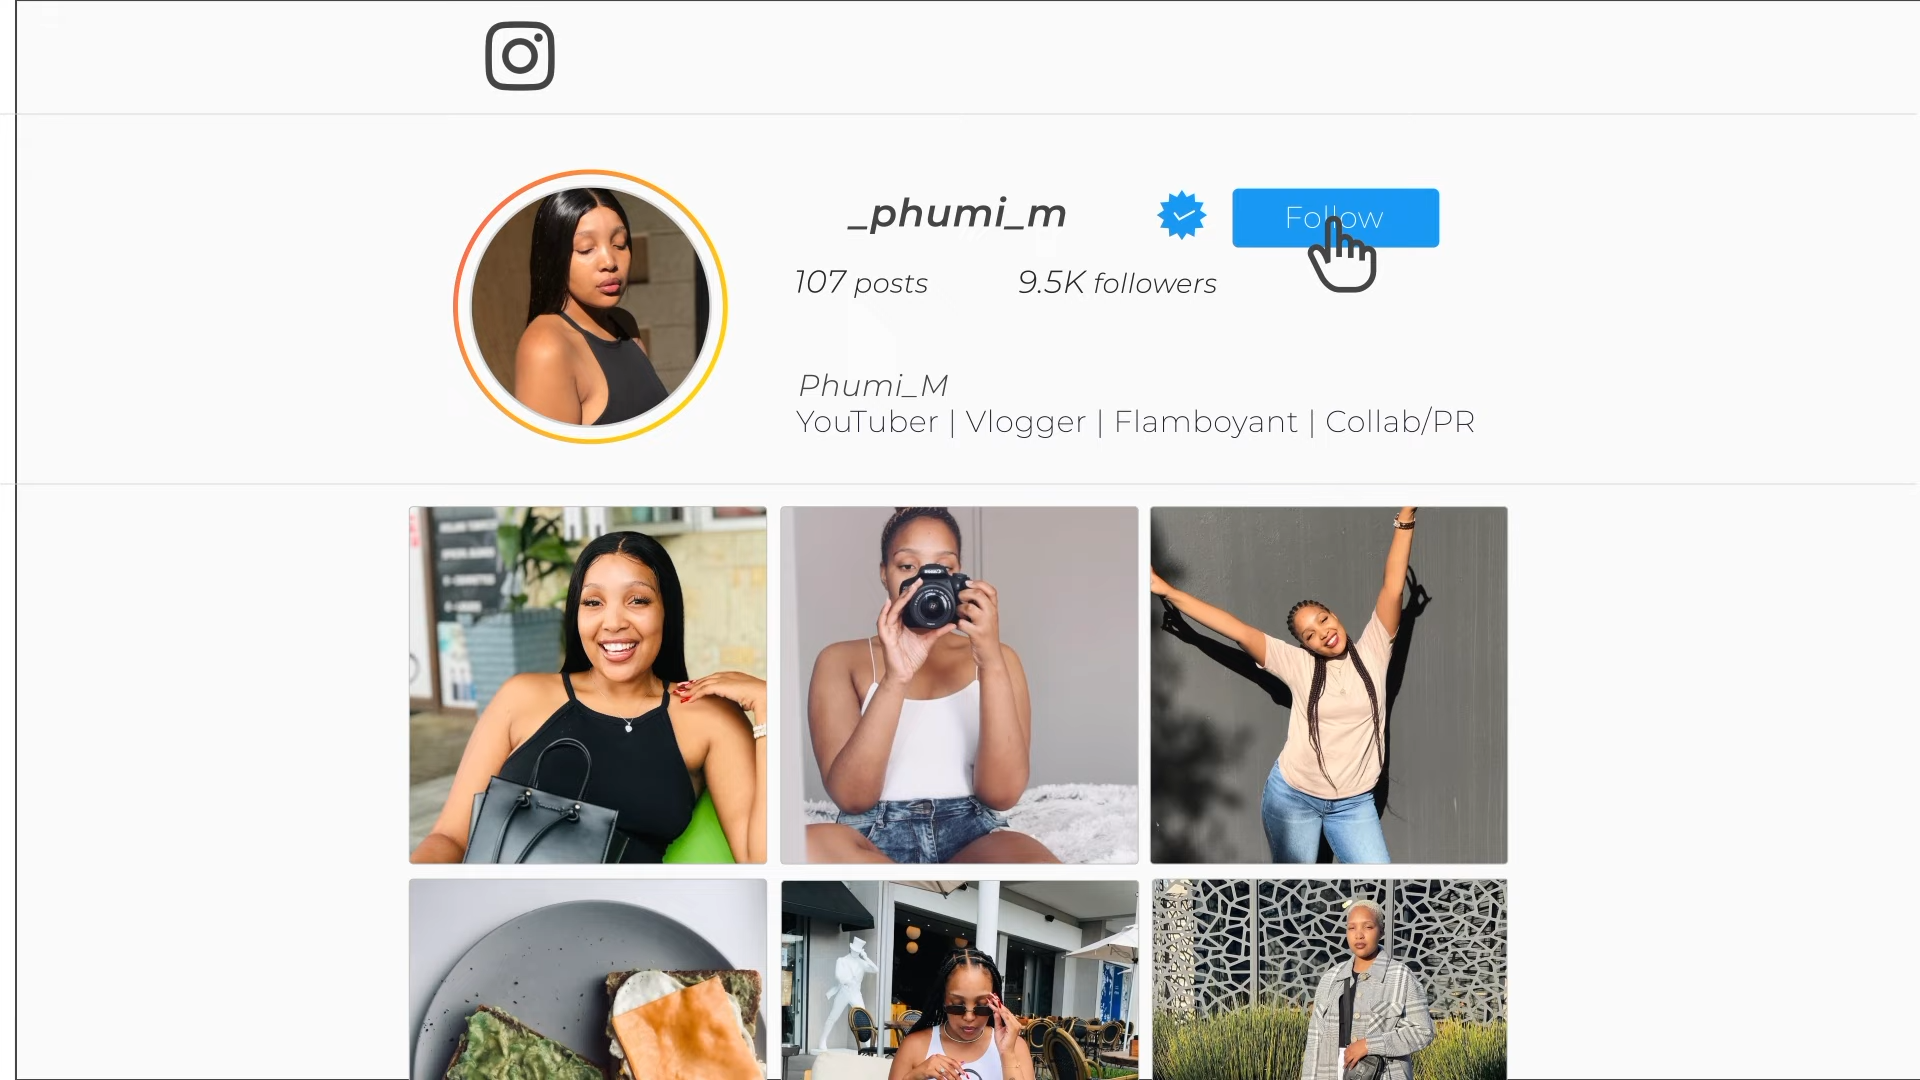 _phumi_m
Follow
107 posts 9.5K followers
Phumi_M
YouTuber | Vlogger | Flamboyant | Collab/PR